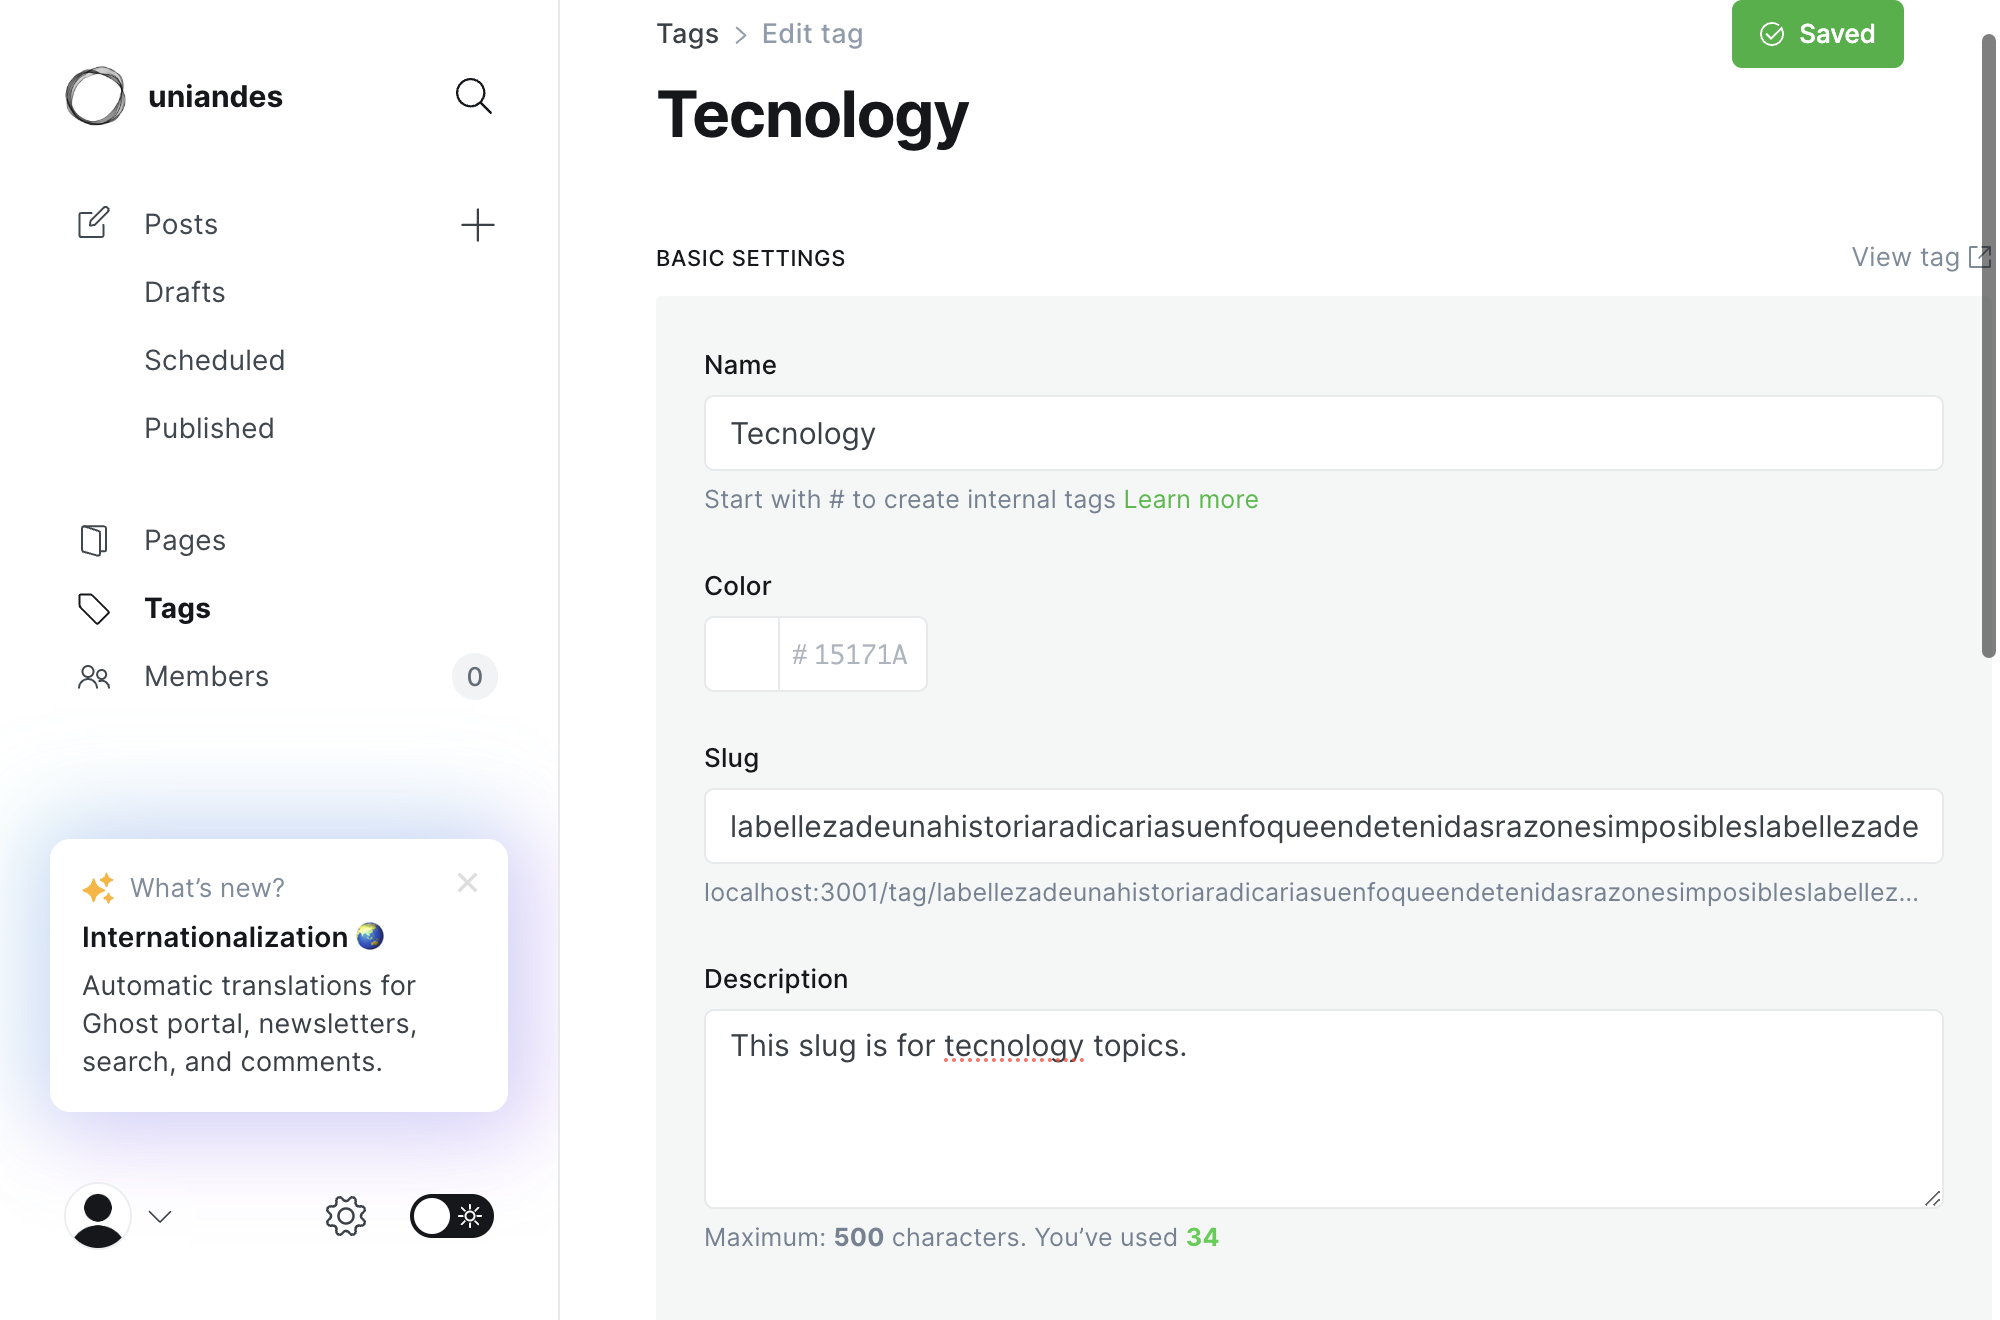 uniandes
Posts
Drafts
Scheduled
Published
Pages
Tags
Members
0
What's new?
Internationalization
Automatic translations for
Ghost portal, newsletters,
search, and comments.
Tags > Edit tag
Saved
Tecnology
BASIC SETTINGS
View tag
Name
Tecnology
Start with # to create internal tags Learn more
Color
# 15171A
Slug
labellezadeunahistoriaradicariasuenfoqueendetenidasrazonesimposibleslabellezade
localhost:3001/tag/labellezadeunahistoriaradicariasuenfoqueendetenidasrazonesimposibleslabellez...
Description
This slug is for tecnology topics.
Maximum: 500 characters. You've used 34